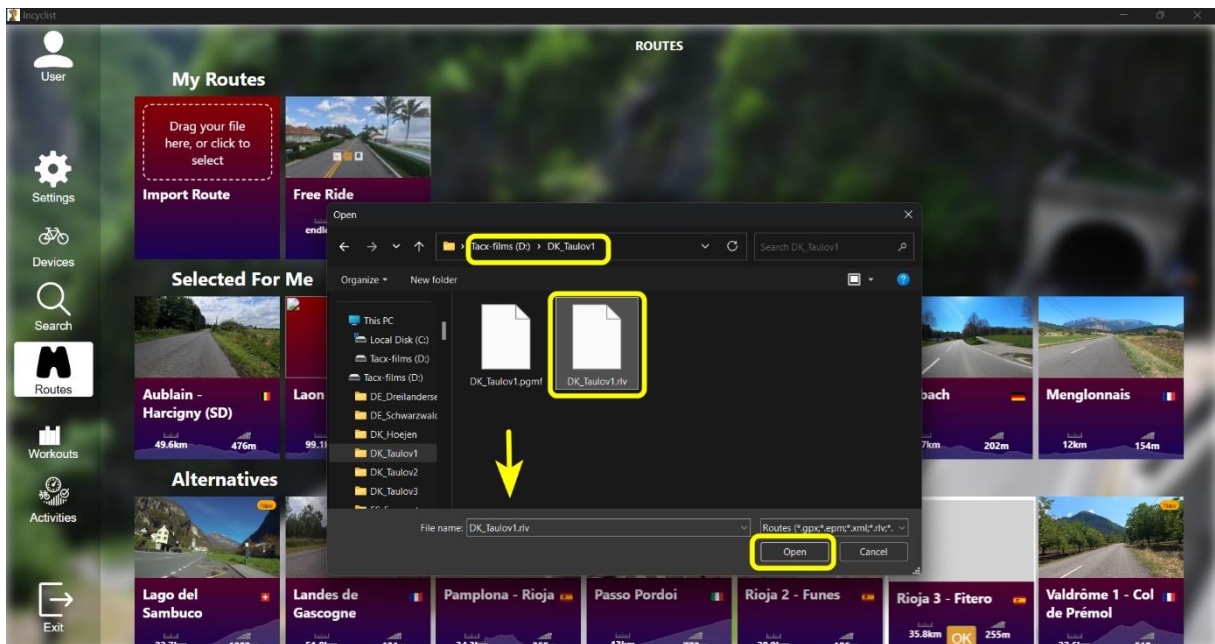 Incyclist
ROUTES
User
Settings
Devices
Search
Routes
Workouts
Activities
Exit
My Routes
Drag your file
here, or click to
select
Import Route
Free Ride
Open
Tacx-films (D:) > DK_Taulov1
Search DK_Taulov1
Organize
New folder
This PC
Local Disk (C:)
Tacx-films (D:)
Tacx-films (D:)
DE_Dreilanderse
DE_Schwarzwald
DK_Hoejen
DK_Taulov1
DK_Taulov2
DK_Taulov3
DK_Taulov1.pgmf
DK_Taulov1.rlv
File name:
DK_Taulov1.rlv
Routes (*.gpx;*.epm;*.xml;*.rlv;*.
Open
Cancel
Selected For Me
Aublain -
Harcigny (SD)
49.6km 476m
Laon
bach
202m
Menglonnais
12km 154m
Alternatives
New
New
Lago del
Sambuco
Landes de
Gascogne
Pamplona - Rioja
Passo Pordoi
Rioja 2 - Funes
Rioja 3 - Fitero
35.8km OK 255m
Valdrôme 1 - Col
de Prémol